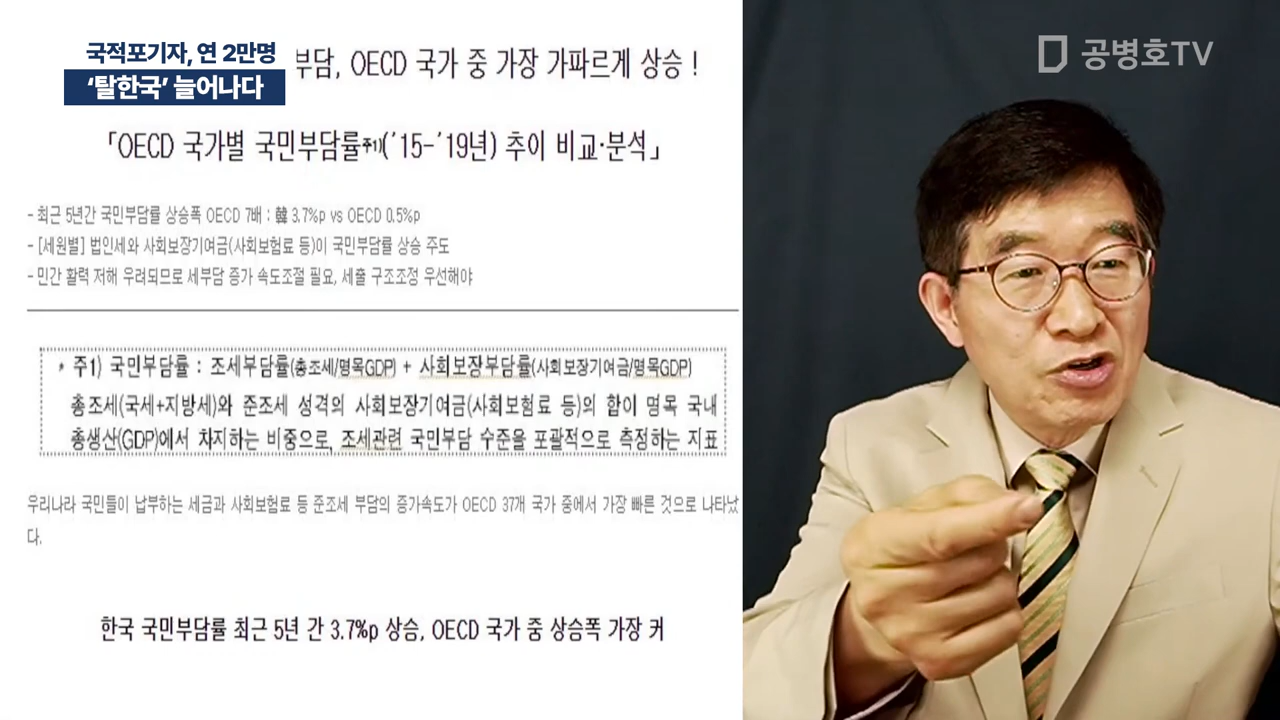 국적포기자, 연 2만명
‘탈한국’ 늘어나다
부담, OECD 국가 중 가장 가파르게 상승 !
공병호TV
「OECD 국가별 국민부담률주1)(’15-’19년) 추이 비교·분석」
- 최근 5년간 국민부담률 상승폭 OECD 7배 : 韓 3.7%p vs OECD 0.5%p
- [세원별] 법인세와 사회보장기여금(사회보험료 등)이 국민부담률 상승 주도
- 민간 활력 저해 우려되므로 세부담 증가 속도조절 필요, 세출 구조조정 우선해야
* 주1) 국민부담률 : 조세부담률(총조세/명목GDP) + 사회보장부담률(사회보장기여금/명목GDP)
총조세(국세+지방세)와 준조세 성격의 사회보장기여금(사회보험료 등)의 합이 명목 국내
총생산(GDP)에서 차지하는 비중으로, 조세관련 국민부담 수준을 포괄적으로 측정하는 지표
우리나라 국민들이 납부하는 세금과 사회보험료 등 준조세 부담의 증가속도가 OECD 37개 국가 중에서 가장 빠른 것으로 나타났
다.
한국 국민부담률 최근 5년 간 3.7%p 상승, OECD 국가 중 상승폭 가장 커